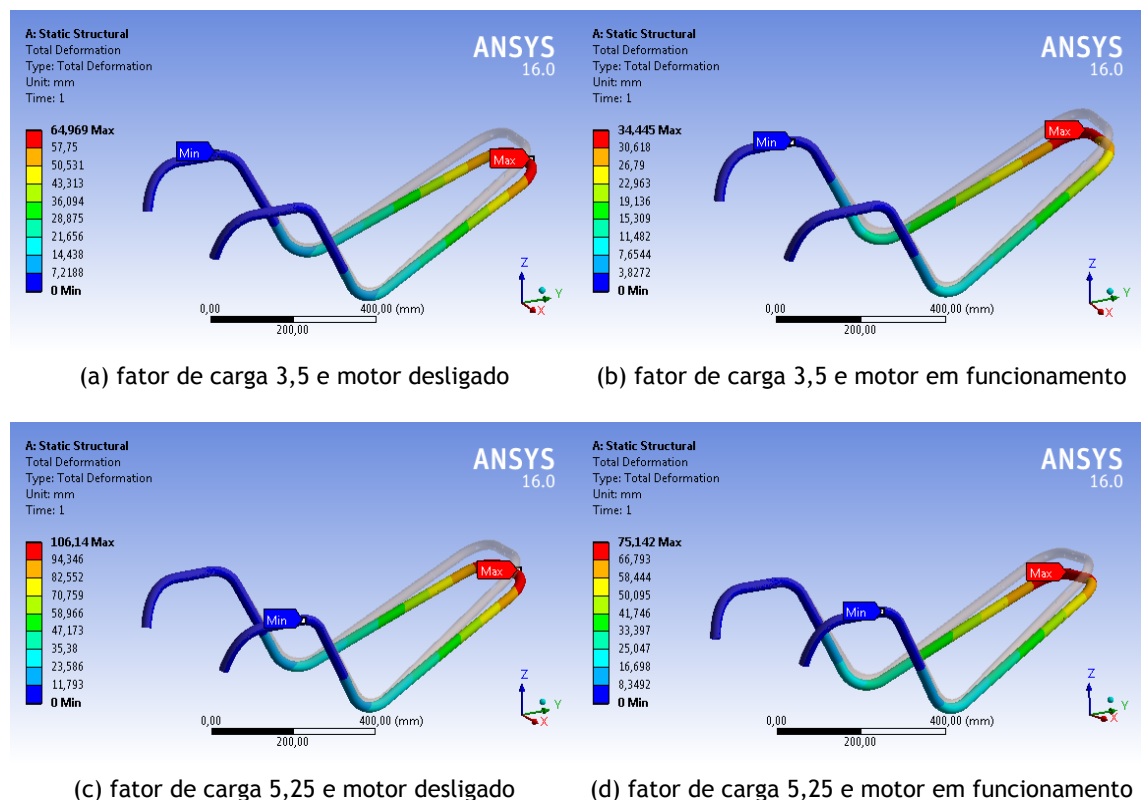 A: Static Structural
Total Deformation
Type: Total Deformation
Unit: mm
Time: 1
ANSYS
16.0
64,969 Max
57,75
50,531
43,313
36,094
28,875
21,656
14,438
7,2188
0 Min
Min
Max
0,00
400,00 (mm)
200,00
Z
Y
X
(a) fator de carga 3,5 e motor desligado
A: Static Structural
Total Deformation
Type: Total Deformation
Unit: mm
Time: 1
ANSYS
16.0
34,445 Max
30,618
26,79
22,963
19,136
15,309
11,482
7,6544
3,8272
0 Min
Min
Max
0,00
400,00 (mm)
200,00
Z
Y
X
(b) fator de carga 3,5 e motor em funcionamento
A: Static Structural
Total Deformation
Type: Total Deformation
Unit: mm
Time: 1
ANSYS
16.0
106,14 Max
94,346
82,552
70,759
58,966
47,173
35,38
23,586
11,793
0 Min
Min
Max
0,00
400,00 (mm)
200,00
Z
Y
X
(c) fator de carga 5,25 e motor desligado
A: Static Structural
Total Deformation
Type: Total Deformation
Unit: mm
Time: 1
ANSYS
16.0
75,142 Max
66,793
58,444
50,095
41,746
33,397
25,047
16,698
8,3492
0 Min
Min
Max
0,00
400,00 (mm)
200,00
Z
Y
X
(d) fator de carga 5,25 e motor em funcionamento